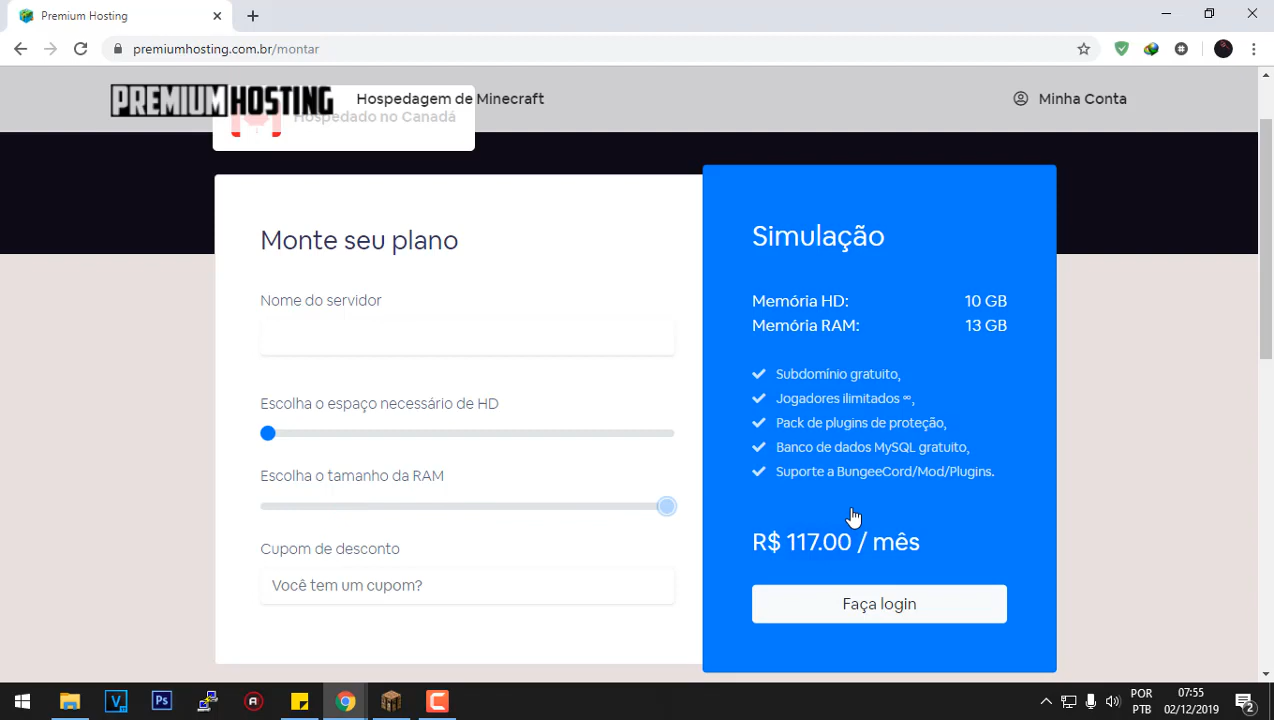 Premium Hosting
premiumhosting.com.br/montar
PREMIUMHOSTING
Hospedagem de Minecraft
Minha Conta
Hospedado no Canadá
Monte seu plano
Nome do servidor
Escolha o espaço necessário de HD
Escolha o tamanho da RAM
Cupom de desconto
Você tem um cupom?
Simulação
Memória HD: 10 GB
Memória RAM: 13 GB
Subdomínio gratuito,
Jogadores ilimitados ∞,
Pack de plugins de proteção,
Banco de dados MySQL gratuito,
Suporte a BungeeCord/Mod/Plugins.
R$ 117.00 / mês
Faça login
Ps
POR
PTB
07:55
02/12/2019
2